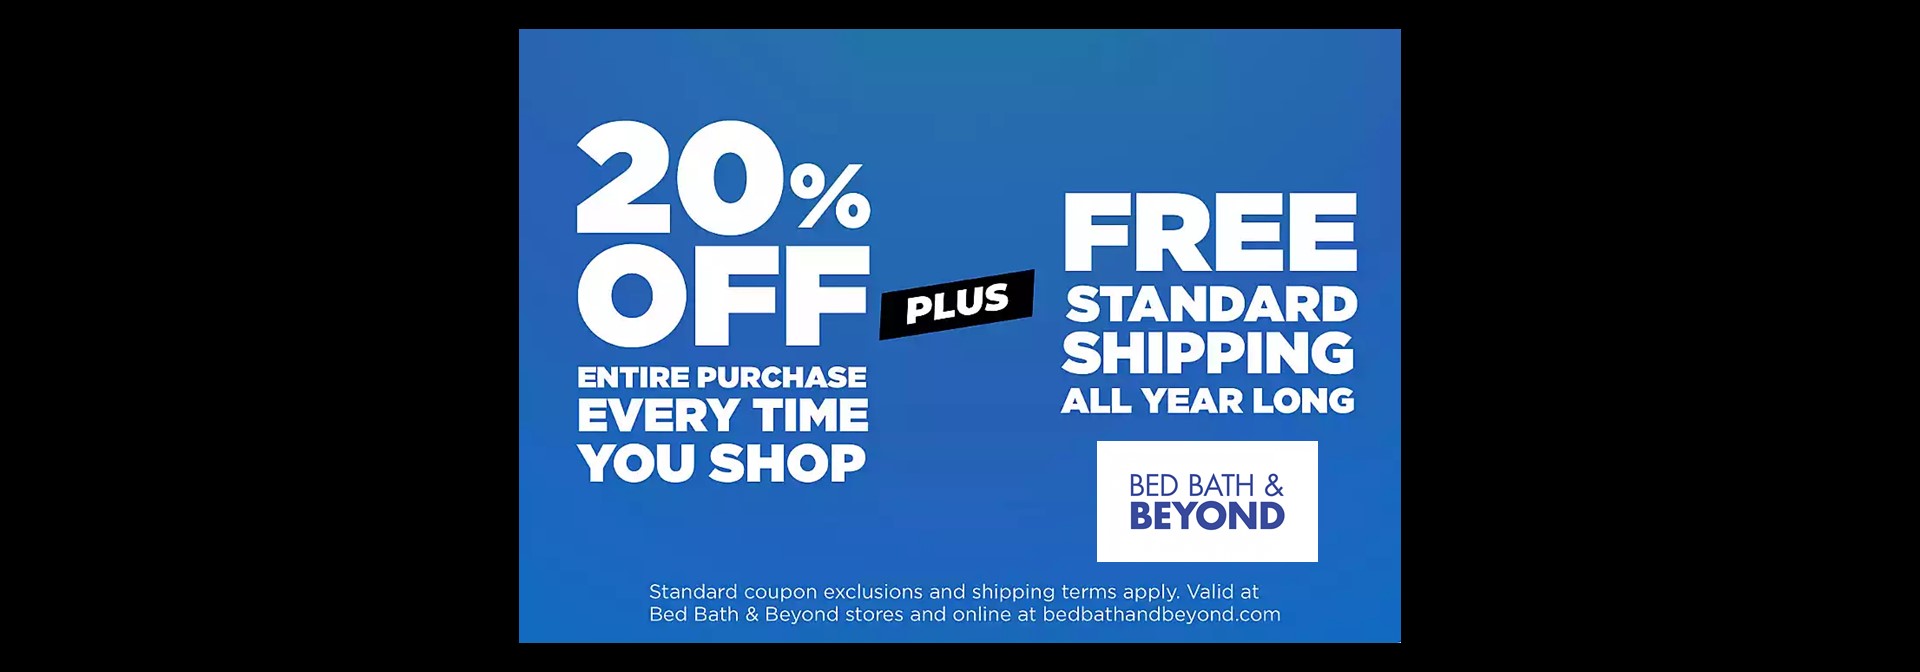 20%
OFF
ENTIRE PURCHASE
EVERY TIME
YOU SHOP
PLUS
FREE
STANDARD
SHIPPING
ALL YEAR LONG
BED BATH &
BEYOND
Standard coupon exclusions and shipping terms apply. Valid at
Bed Bath & Beyond stores and online at bedbathandbeyond.com